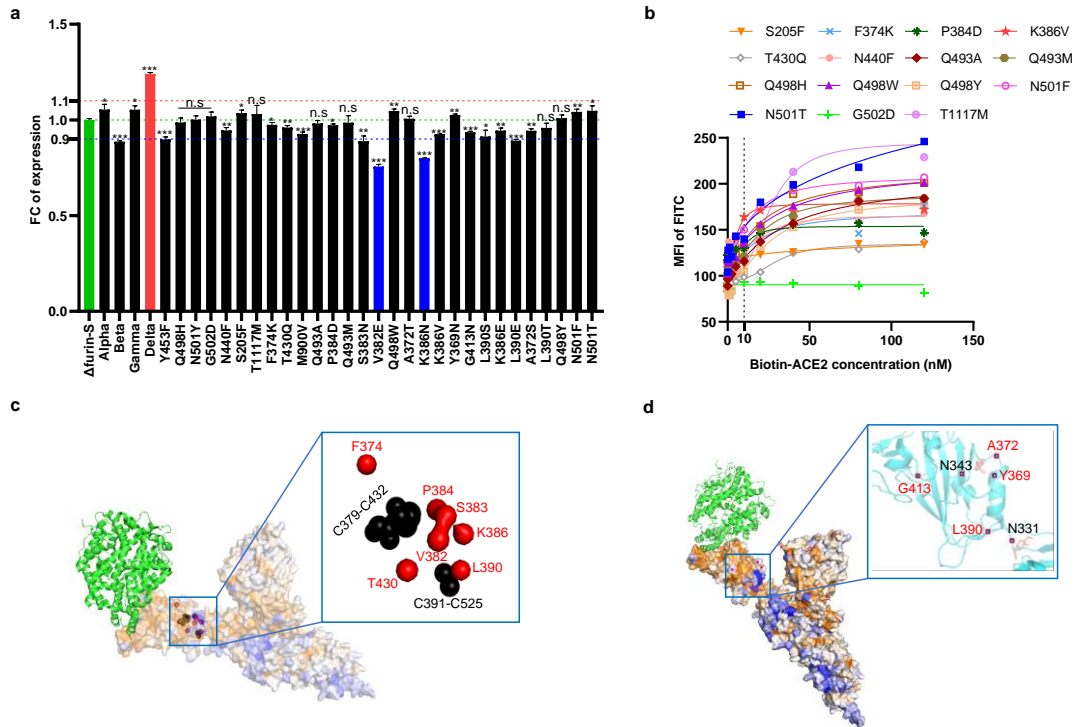 a
FC of expression
1.5
1.1
1.0
0.9
0.5
0.0
* *** * *** *** n.s ** * n.s * ** *** n.s * n.s ** *** ** n.s *** *** ** *** * ** *** ** n.s n.s ** *
Δfurin-S
Alpha
Beta
Gamma
Delta
Y453F
Q498H
N501Y
G502D
N440F
S205F
T1117M
F374K
T430Q
M900V
Q493A
P384D
Q493M
S383N
V382E
Q498W
A372T
K386N
K386V
Y369N
G413N
L390S
K386E
L390E
A372S
L390T
Q498Y
N501F
N501T
b
S205F F374K P384D K386V
T430Q N440F Q493A Q493M
Q498H Q498W Q498Y N501F
N501T G502D T1117M
MFI of FITC
250
200
150
100
50
0 10 40 80 120 160
Biotin-ACE2 concentration (nM)
c
F374
C379-C432
P384
S383
K386
V382
L390
T430
C391-C525
d
A372
N343
Y369
G413
L390
N331